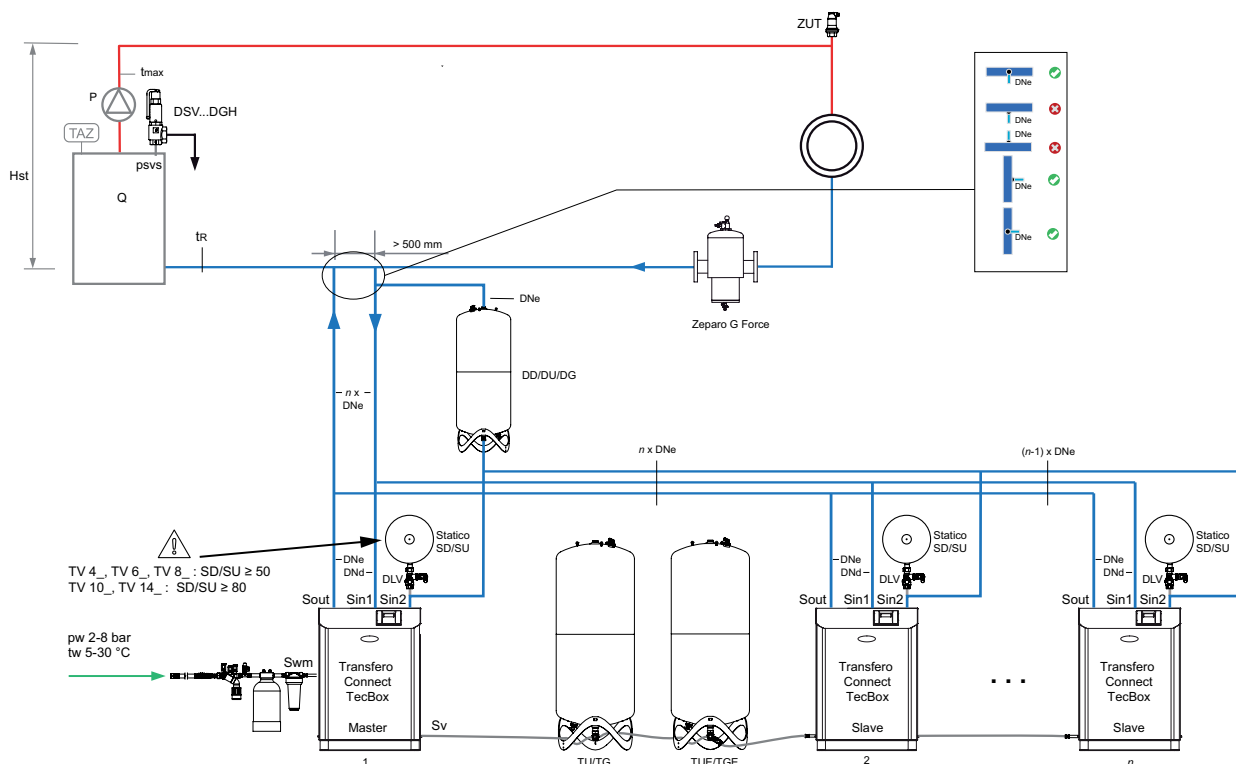 ZUT
tmax
P
DSV...DGH
TAZ
psvs
Hst
Q
tR
> 500 mm
DNe
DNe
DNe
DNe
DNe
DNe
Zeparo G Force
DD/DU/DG
n x
DNe
n x DNe
(n-1) x DNe
Statico
SD/SU
Statico
SD/SU
Statico
SD/SU
TV 4_, TV 6_, TV 8_ : SD/SU ≥ 50
TV 10_, TV 14_ : SD/SU ≥ 80
DNe
DNd
DLV
DNe
DNd
DLV
DNe
DNd
DLV
Sout
Sin1
Sin2
Sout
Sin1
Sin2
Sout
Sin1
Sin2
pw 2-8 bar
tw 5-30 °C
Swm
Transfero
Connect
TecBox
Master
Sv
Transfero
Connect
TecBox
Slave
. . .
Transfero
Connect
TecBox
Slave
1
TU/TG
TUE/TGE
2
n